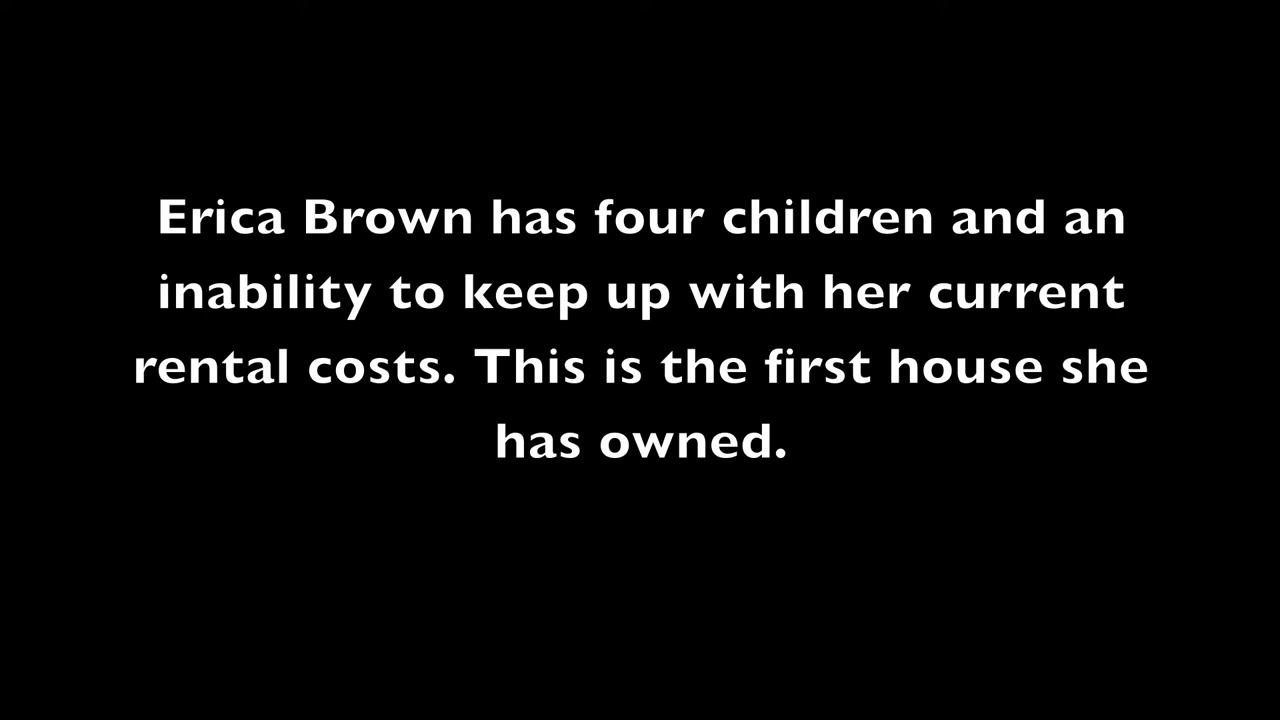 Erica Brown has four children and an
inability to keep up with her current
rental costs. This is the first house she
has owned.